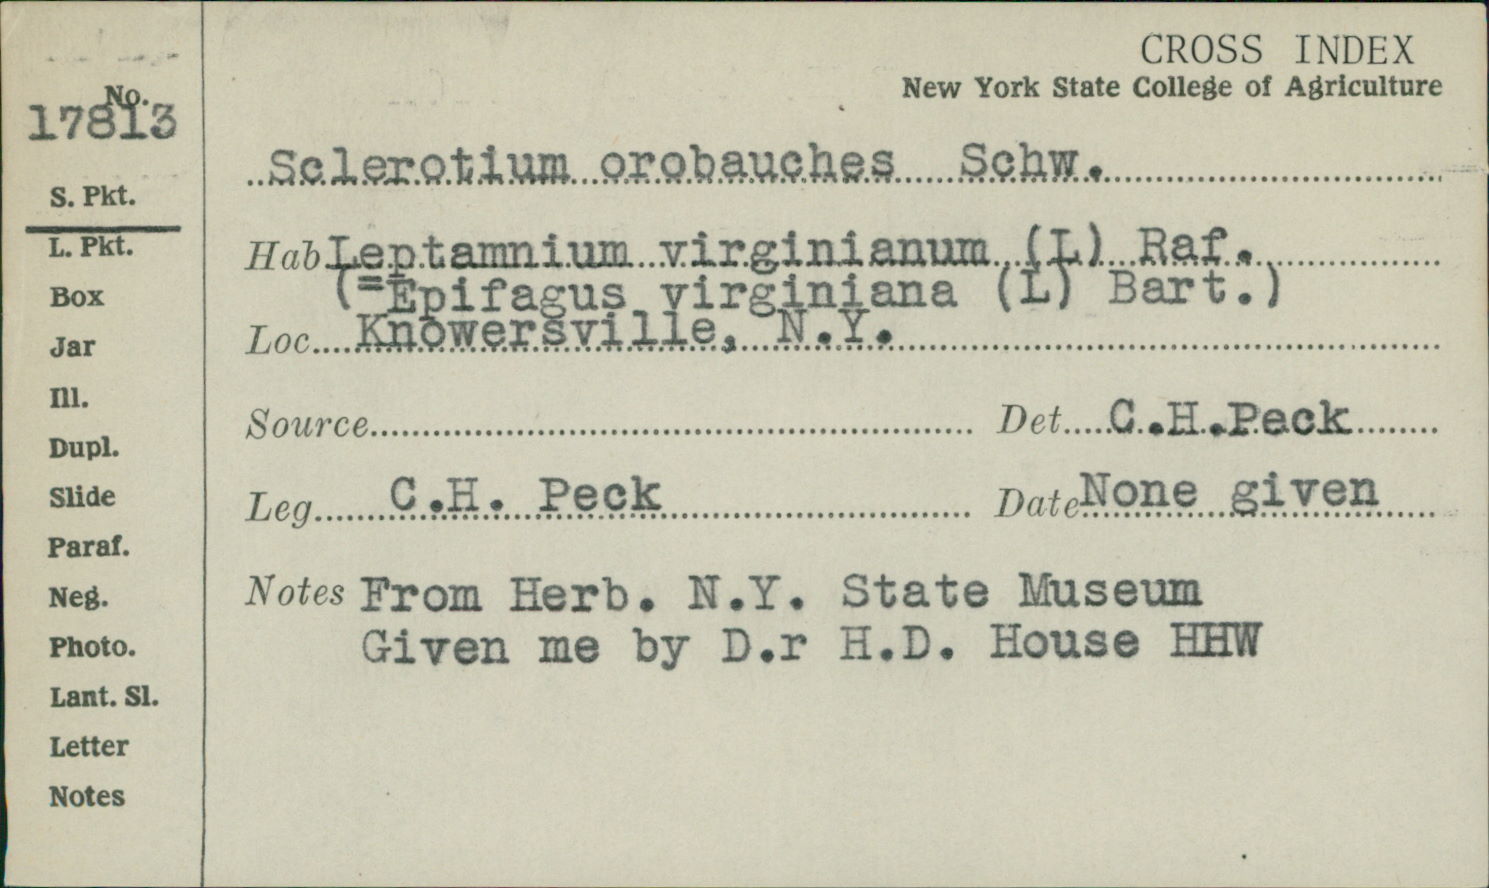 CROSS INDEX
New York State College of Agriculture
No.
17813
S. Pkt.
L. Pkt.
Box
Jar
Ill.
Dupl.
Slide
Paraf.
Neg.
Photo.
Lant. Sl.
Letter
Notes
Sclerotium orobauches Schw.
Hab Leptamnium virginianum (L) Raf.
(=Epifagus virginiana (L) Bart.)
Loc. Knowersville, N.Y.
Source Det. C.H.Peck
Leg. C.H. Peck Date None given
Notes From Herb. N.Y. State Museum
Given me by D.r H.D. House HHW